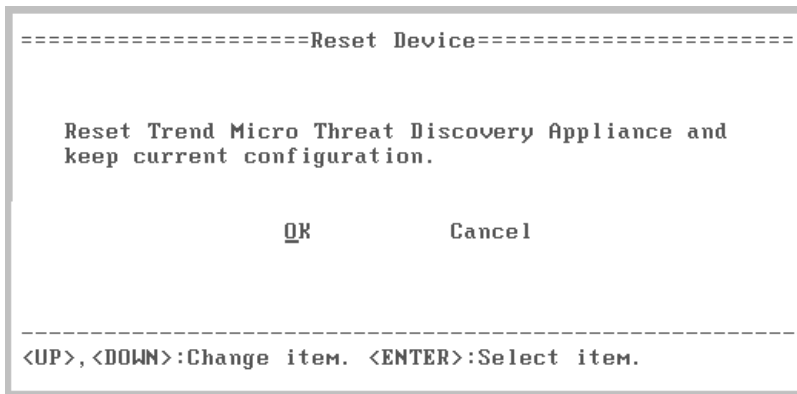 =====================Reset Device=======================
Reset Trend Micro Threat Discovery Appliance and
keep current configuration.
OK Cancel
--------------------------------------------------------
<UP>,<DOWN>:Change item. <ENTER>:Select item.